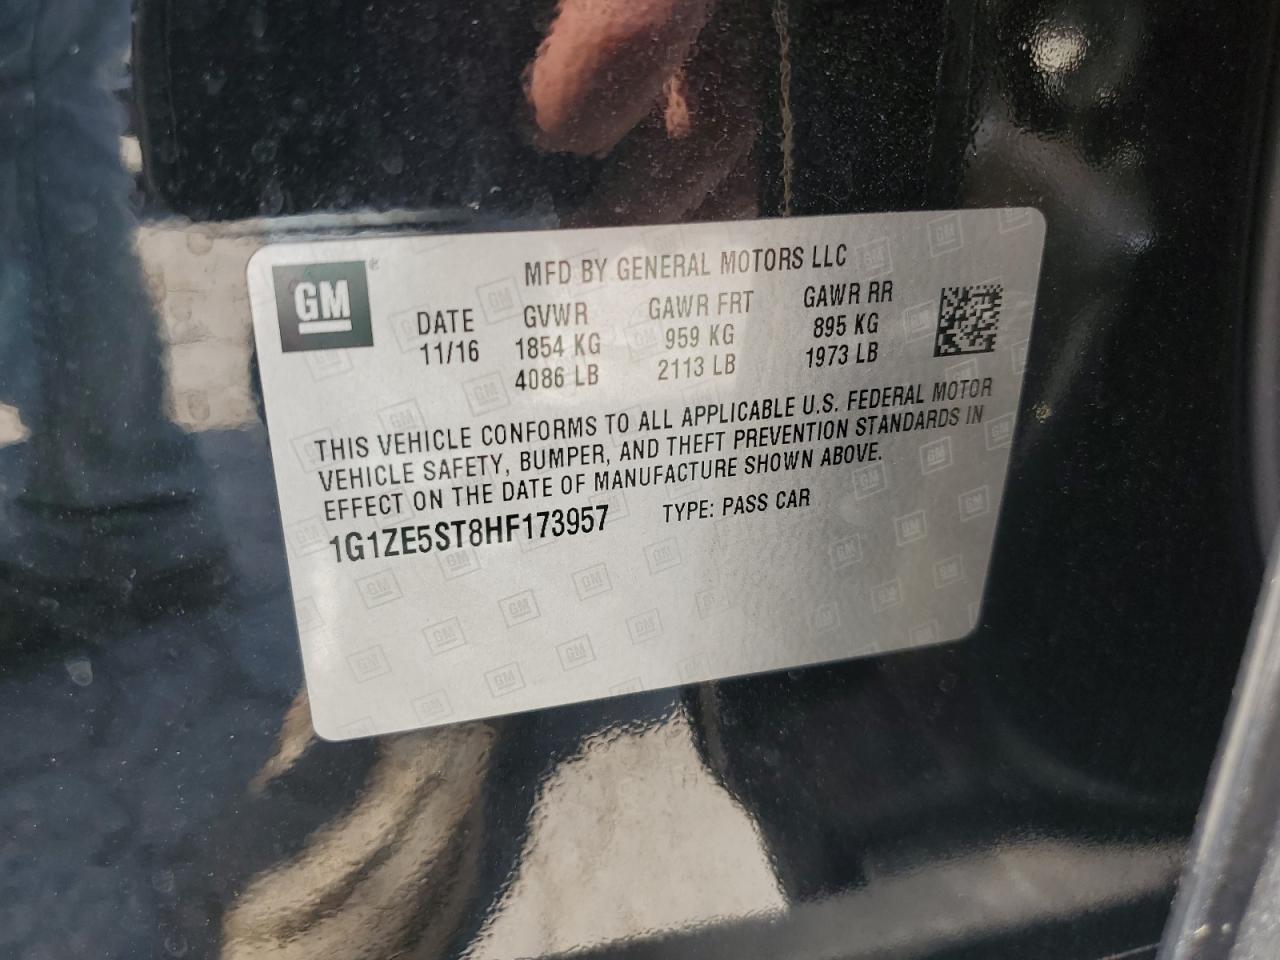 GM
MFD BY GENERAL MOTORS LLC
DATE GVWR GAWR FRT GAWR RR
11/16 1854 KG 959 KG 895 KG
4086 LB 2113 LB 1973 LB
THIS VEHICLE CONFORMS TO ALL APPLICABLE U.S. FEDERAL MOTOR
VEHICLE SAFETY, BUMPER, AND THEFT PREVENTION STANDARDS IN
EFFECT ON THE DATE OF MANUFACTURE SHOWN ABOVE.
1G1ZE5ST8HF173957 TYPE: PASS CAR